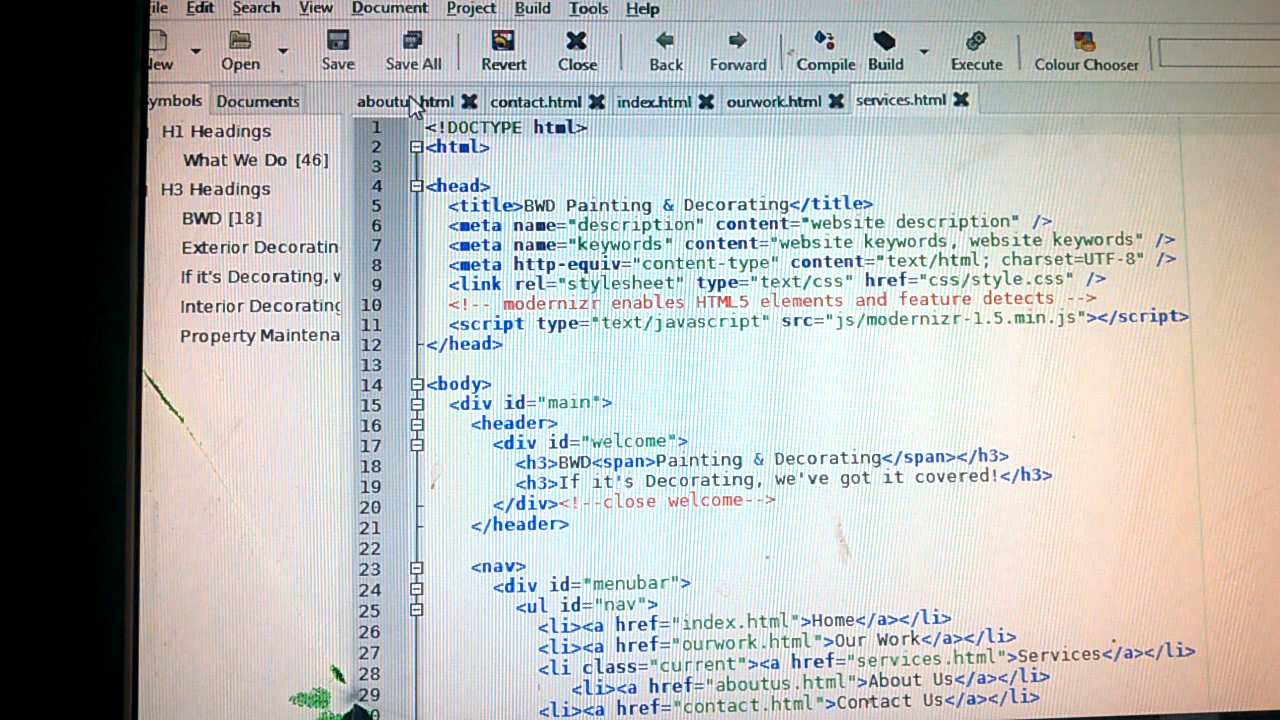 ile Edit Search View Document Project Build Tools Help
New Open Save Save All Revert Close Back Forward Compile Build Execute Colour Chooser
ymbols Documents
aboutu html contact.html index.html ourwork.html services.html
H1 Headings
What We Do [46]
H3 Headings
BWD [18]
Exterior Decoratin
If it's Decorating, w
Interior Decorating
Property Maintena
1 <!DOCTYPE html>
2 <html>
3
4 <head>
5 <title>BWD Painting & Decorating</title>
6 <meta name="description" content="website description" />
7 <meta name="keywords" content="website keywords, website keywords" />
8 <meta http-equiv="content-type" content="text/html; charset=UTF-8" />
9 <link rel="stylesheet" type="text/css" href="css/style.css" />
10 <!-- modernizr enables HTML5 elements and feature detects -->
11 <script type="text/javascript" src="js/modernizr-1.5.min.js"></script>
12 </head>
13
14 <body>
15 <div id="main">
16 <header>
17 <div id="welcome">
18 <h3>BWD<span>Painting & Decorating</span></h3>
19 <h3>If it's Decorating, we've got it covered!</h3>
20 </div><!--close welcome-->
21 </header>
22
23 <nav>
24 <div id="menubar">
25 <ul id="nav">
26 <li><a href="index.html">Home</a></li>
27 <li><a href="ourwork.html">Our Work</a></li>
28 <li class="current"><a href="services.html">Services</a></li>
29 <li><a href="aboutus.html">About Us</a></li>
<li><a href="contact.html">Contact Us</a></li>